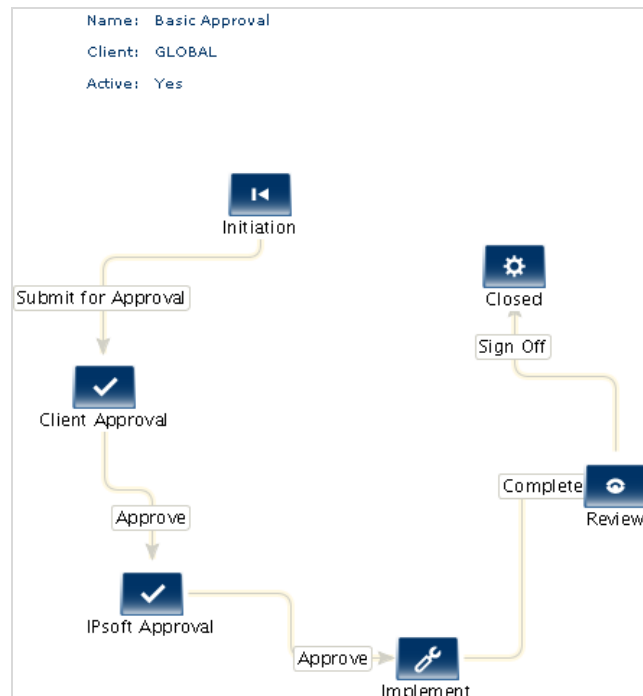 Name: Basic Approval
Client: GLOBAL
Active: Yes
Initiation
Submit for Approval
Closed
Sign Off
Client Approval
Complete
Review
Approve
IPsoft Approval
Approve
Implement